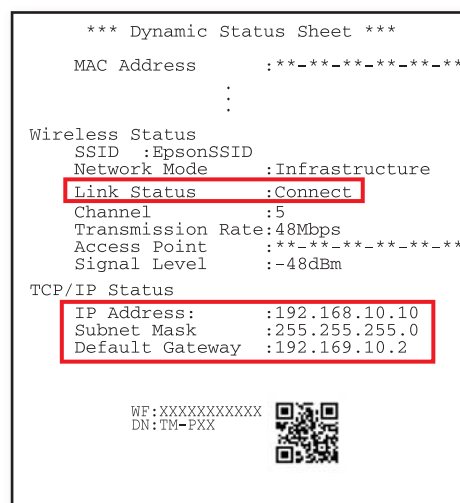 *** Dynamic Status Sheet ***
MAC Address :**-**-**-**-**-**
.
.
.
Wireless Status
SSID :EpsonSSID
Network Mode :Infrastructure
Link Status :Connect
Channel :5
Transmission Rate:48Mbps
Access Point :**-**-**-**-**-**
Signal Level :-48dBm
TCP/IP Status
IP Address: :192.168.10.10
Subnet Mask :255.255.255.0
Default Gateway :192.169.10.2
WF:XXXXXXXXXXX
DN:TM-PXX